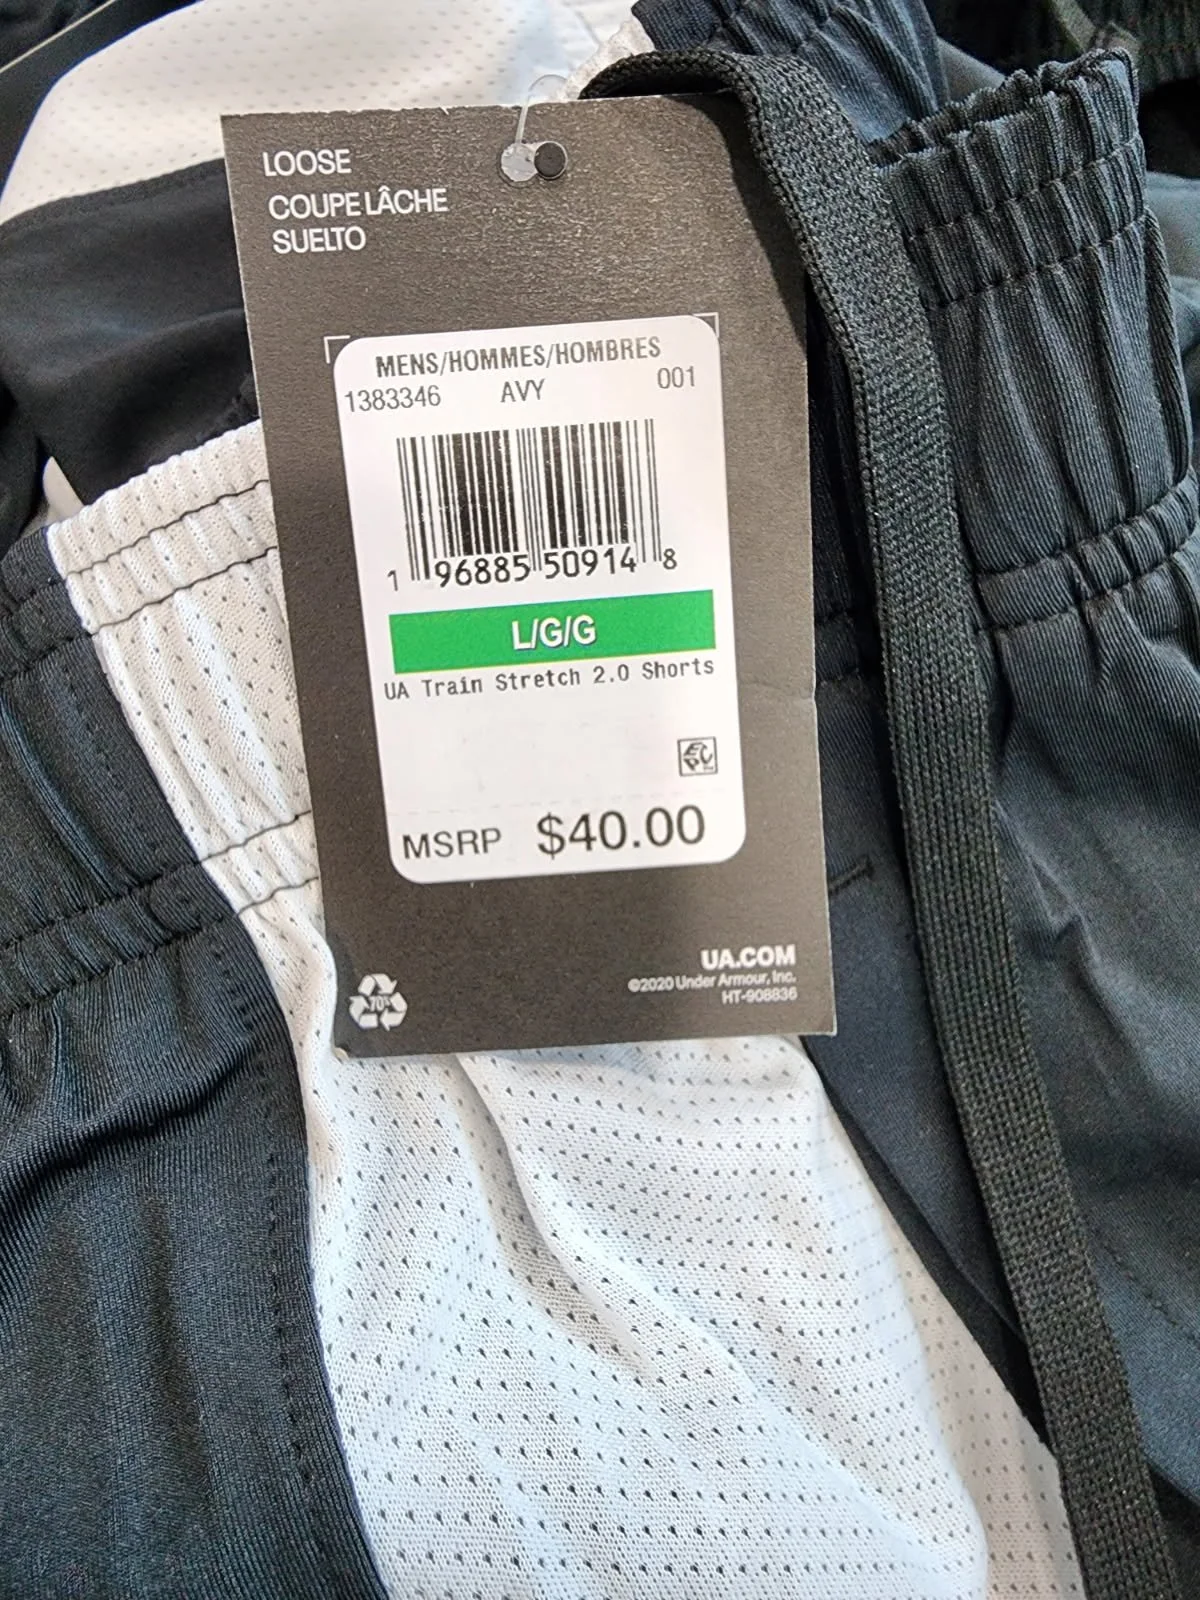 LOOSE
COUPE LÂCHE
SUELTO
MENS/HOMMES/HOMBRES
1383346 AVY 001
1 96885 50914 8
L/G/G
UA Train Stretch 2.0 Shorts
MSRP $40.00
UA.COM
©2020 Under Armour, Inc.
HT-908836
70%